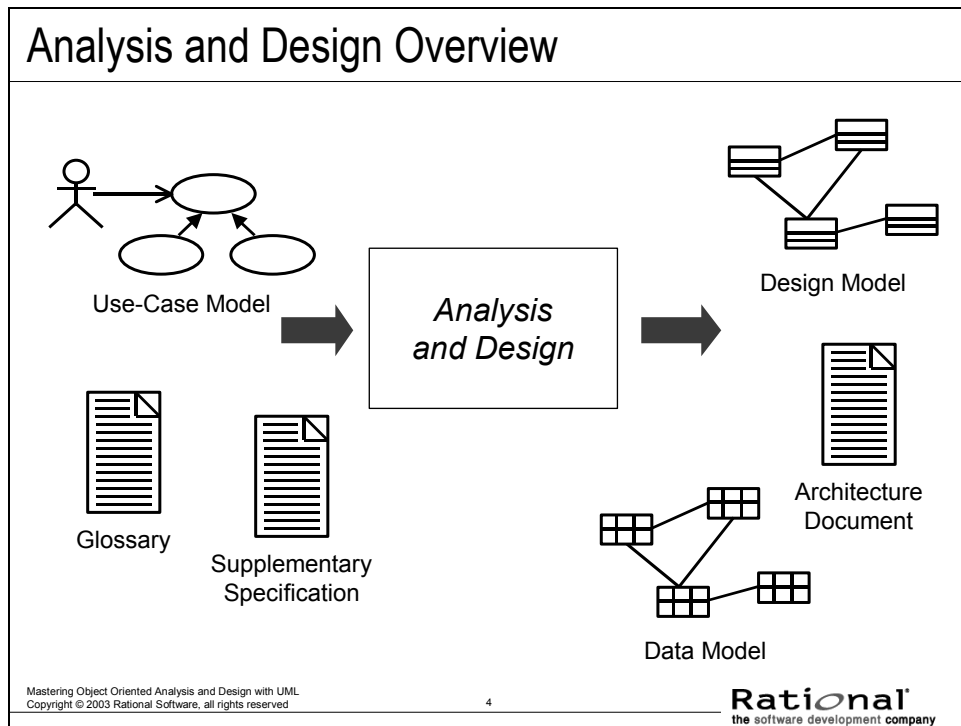 Analysis and Design Overview
Use-Case Model
Analysis
and Design
Design Model
Glossary
Supplementary
Specification
Architecture
Document
Data Model
Mastering Object Oriented Analysis and Design with UML
Copyright © 2003 Rational Software, all rights reserved
4
Rational
the software development company